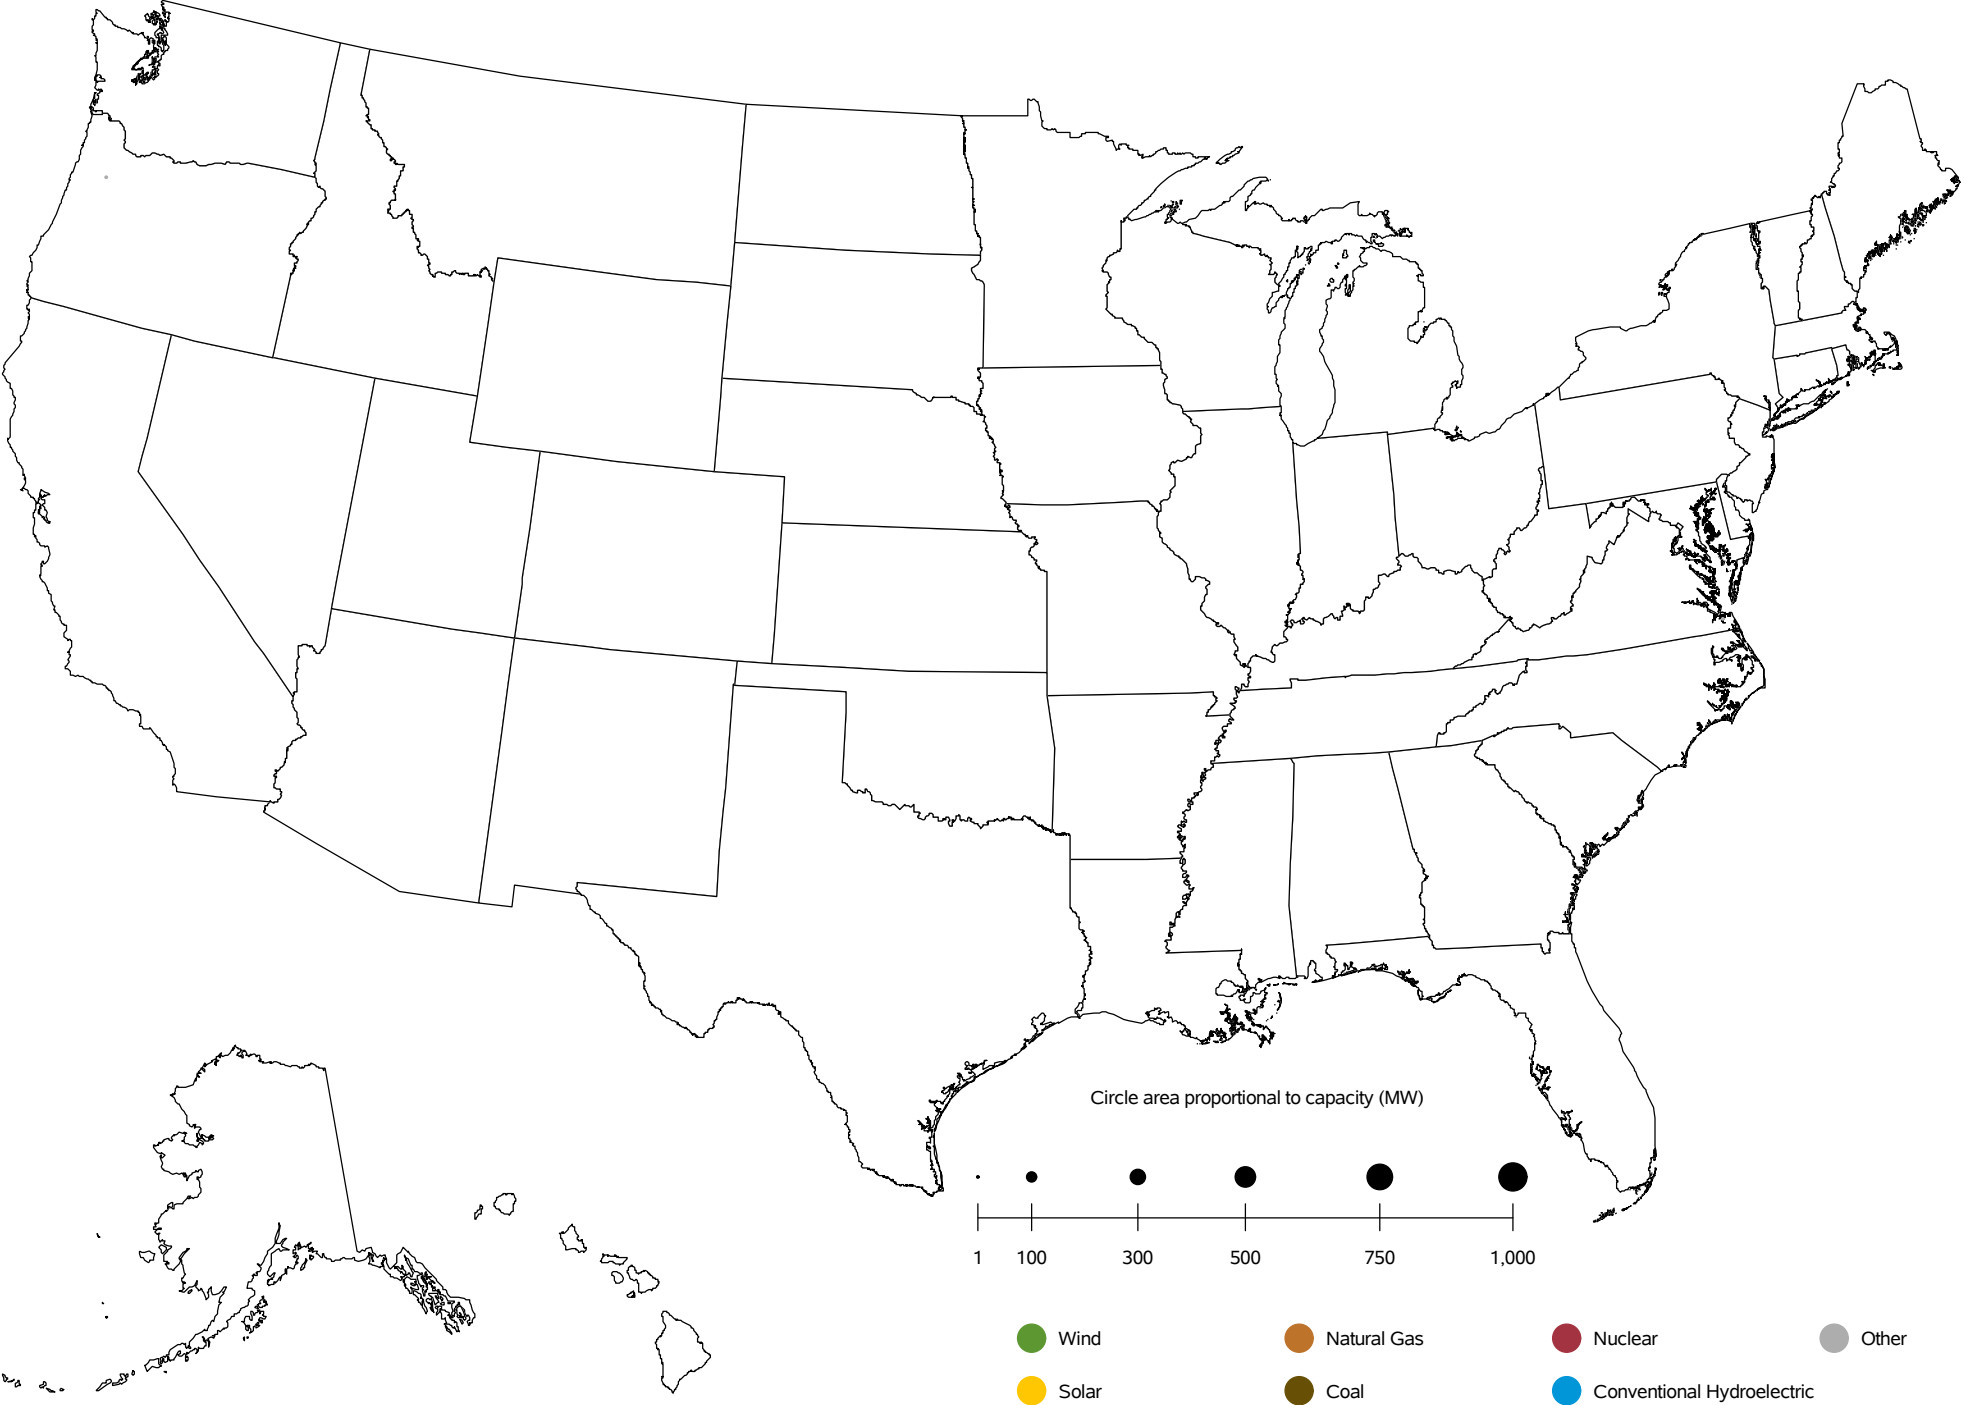 Circle area proportional to capacity (MW)
1 100 300 500 750 1,000
Wind Natural Gas Nuclear Other
Solar Coal Conventional Hydroelectric